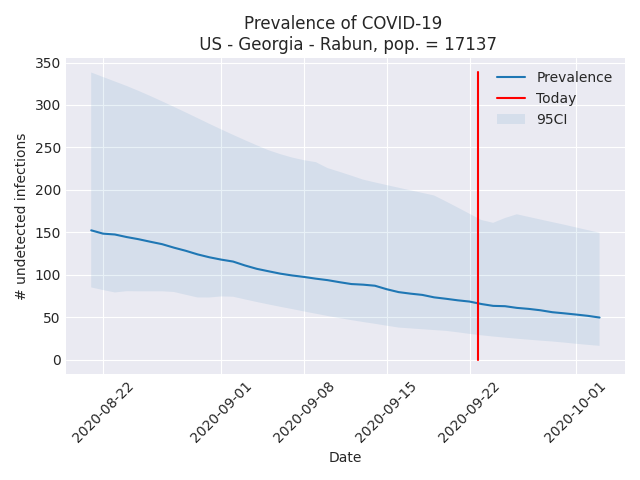 Prevalence of COVID-19
US - Georgia - Rabun, pop. = 17137
350
300
250
200
150
100
50
0
# undetected infections
Prevalence
Today
95CI
2020-08-22
2020-09-01
2020-09-08
2020-09-15
2020-09-22
2020-10-01
Date